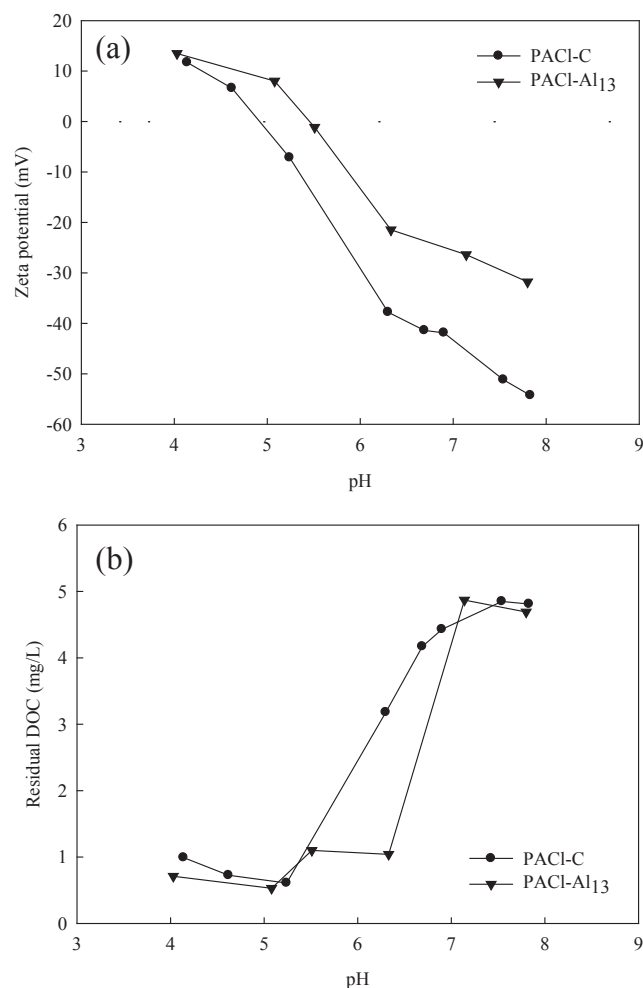 (a)
PACl-C
PACl-Al13
Zeta potential (mV)
20
10
0
-10
-20
-30
-40
-50
-60
3 4 5 6 7 8 9
pH
(b)
Residual DOC (mg/L)
6
5
4
3
2
1
0
PACl-C
PACl-Al13
3 4 5 6 7 8 9
pH